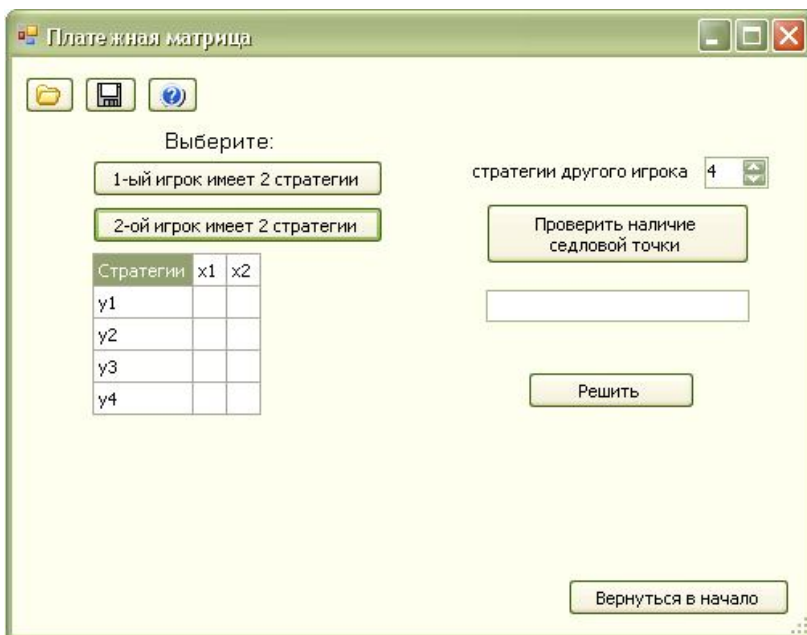 Платежная матрица
Выберите:
1-ый игрок имеет 2 стратегии
2-ой игрок имеет 2 стратегии
стратегии другого игрока 4
Проверить наличие
седловой точки
Стратегии x1 x2
y1
y2
y3
y4
Решить
Вернуться в начало